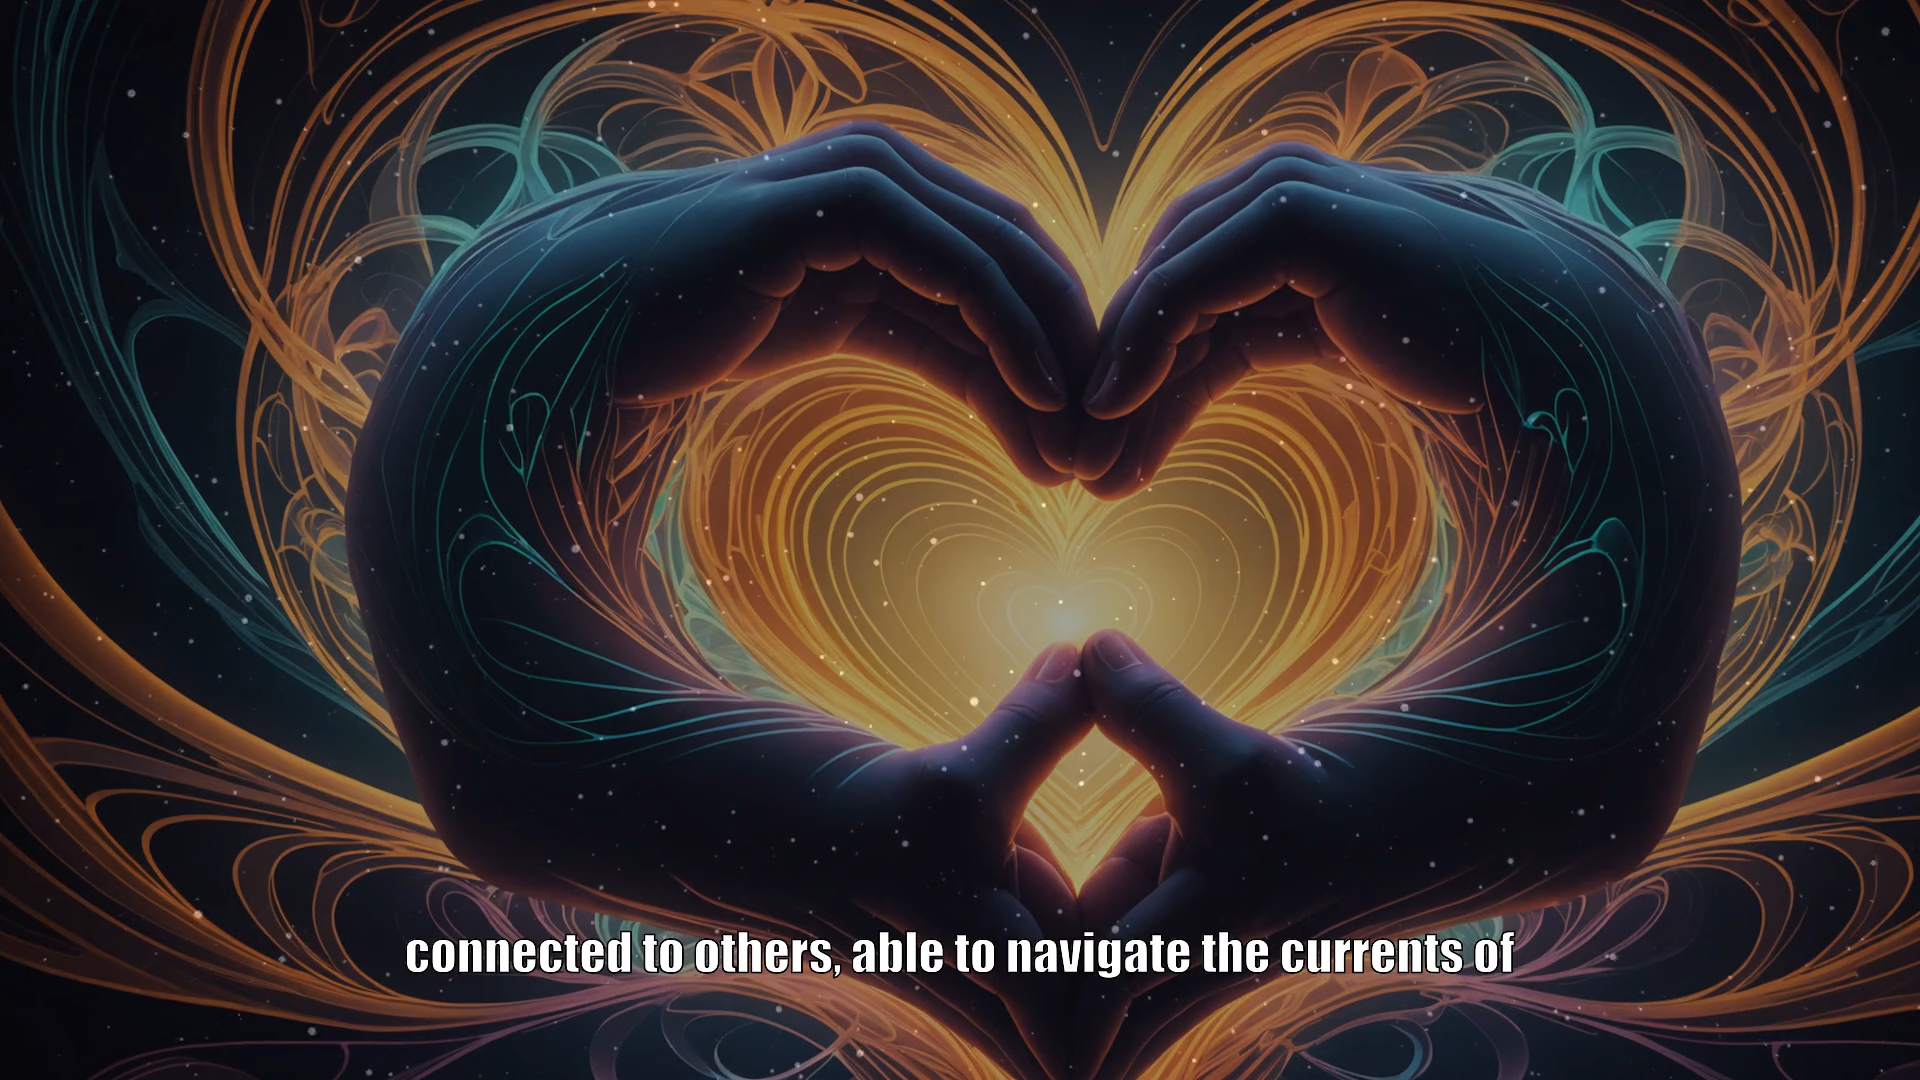 connected to others, able to navigate the currents of